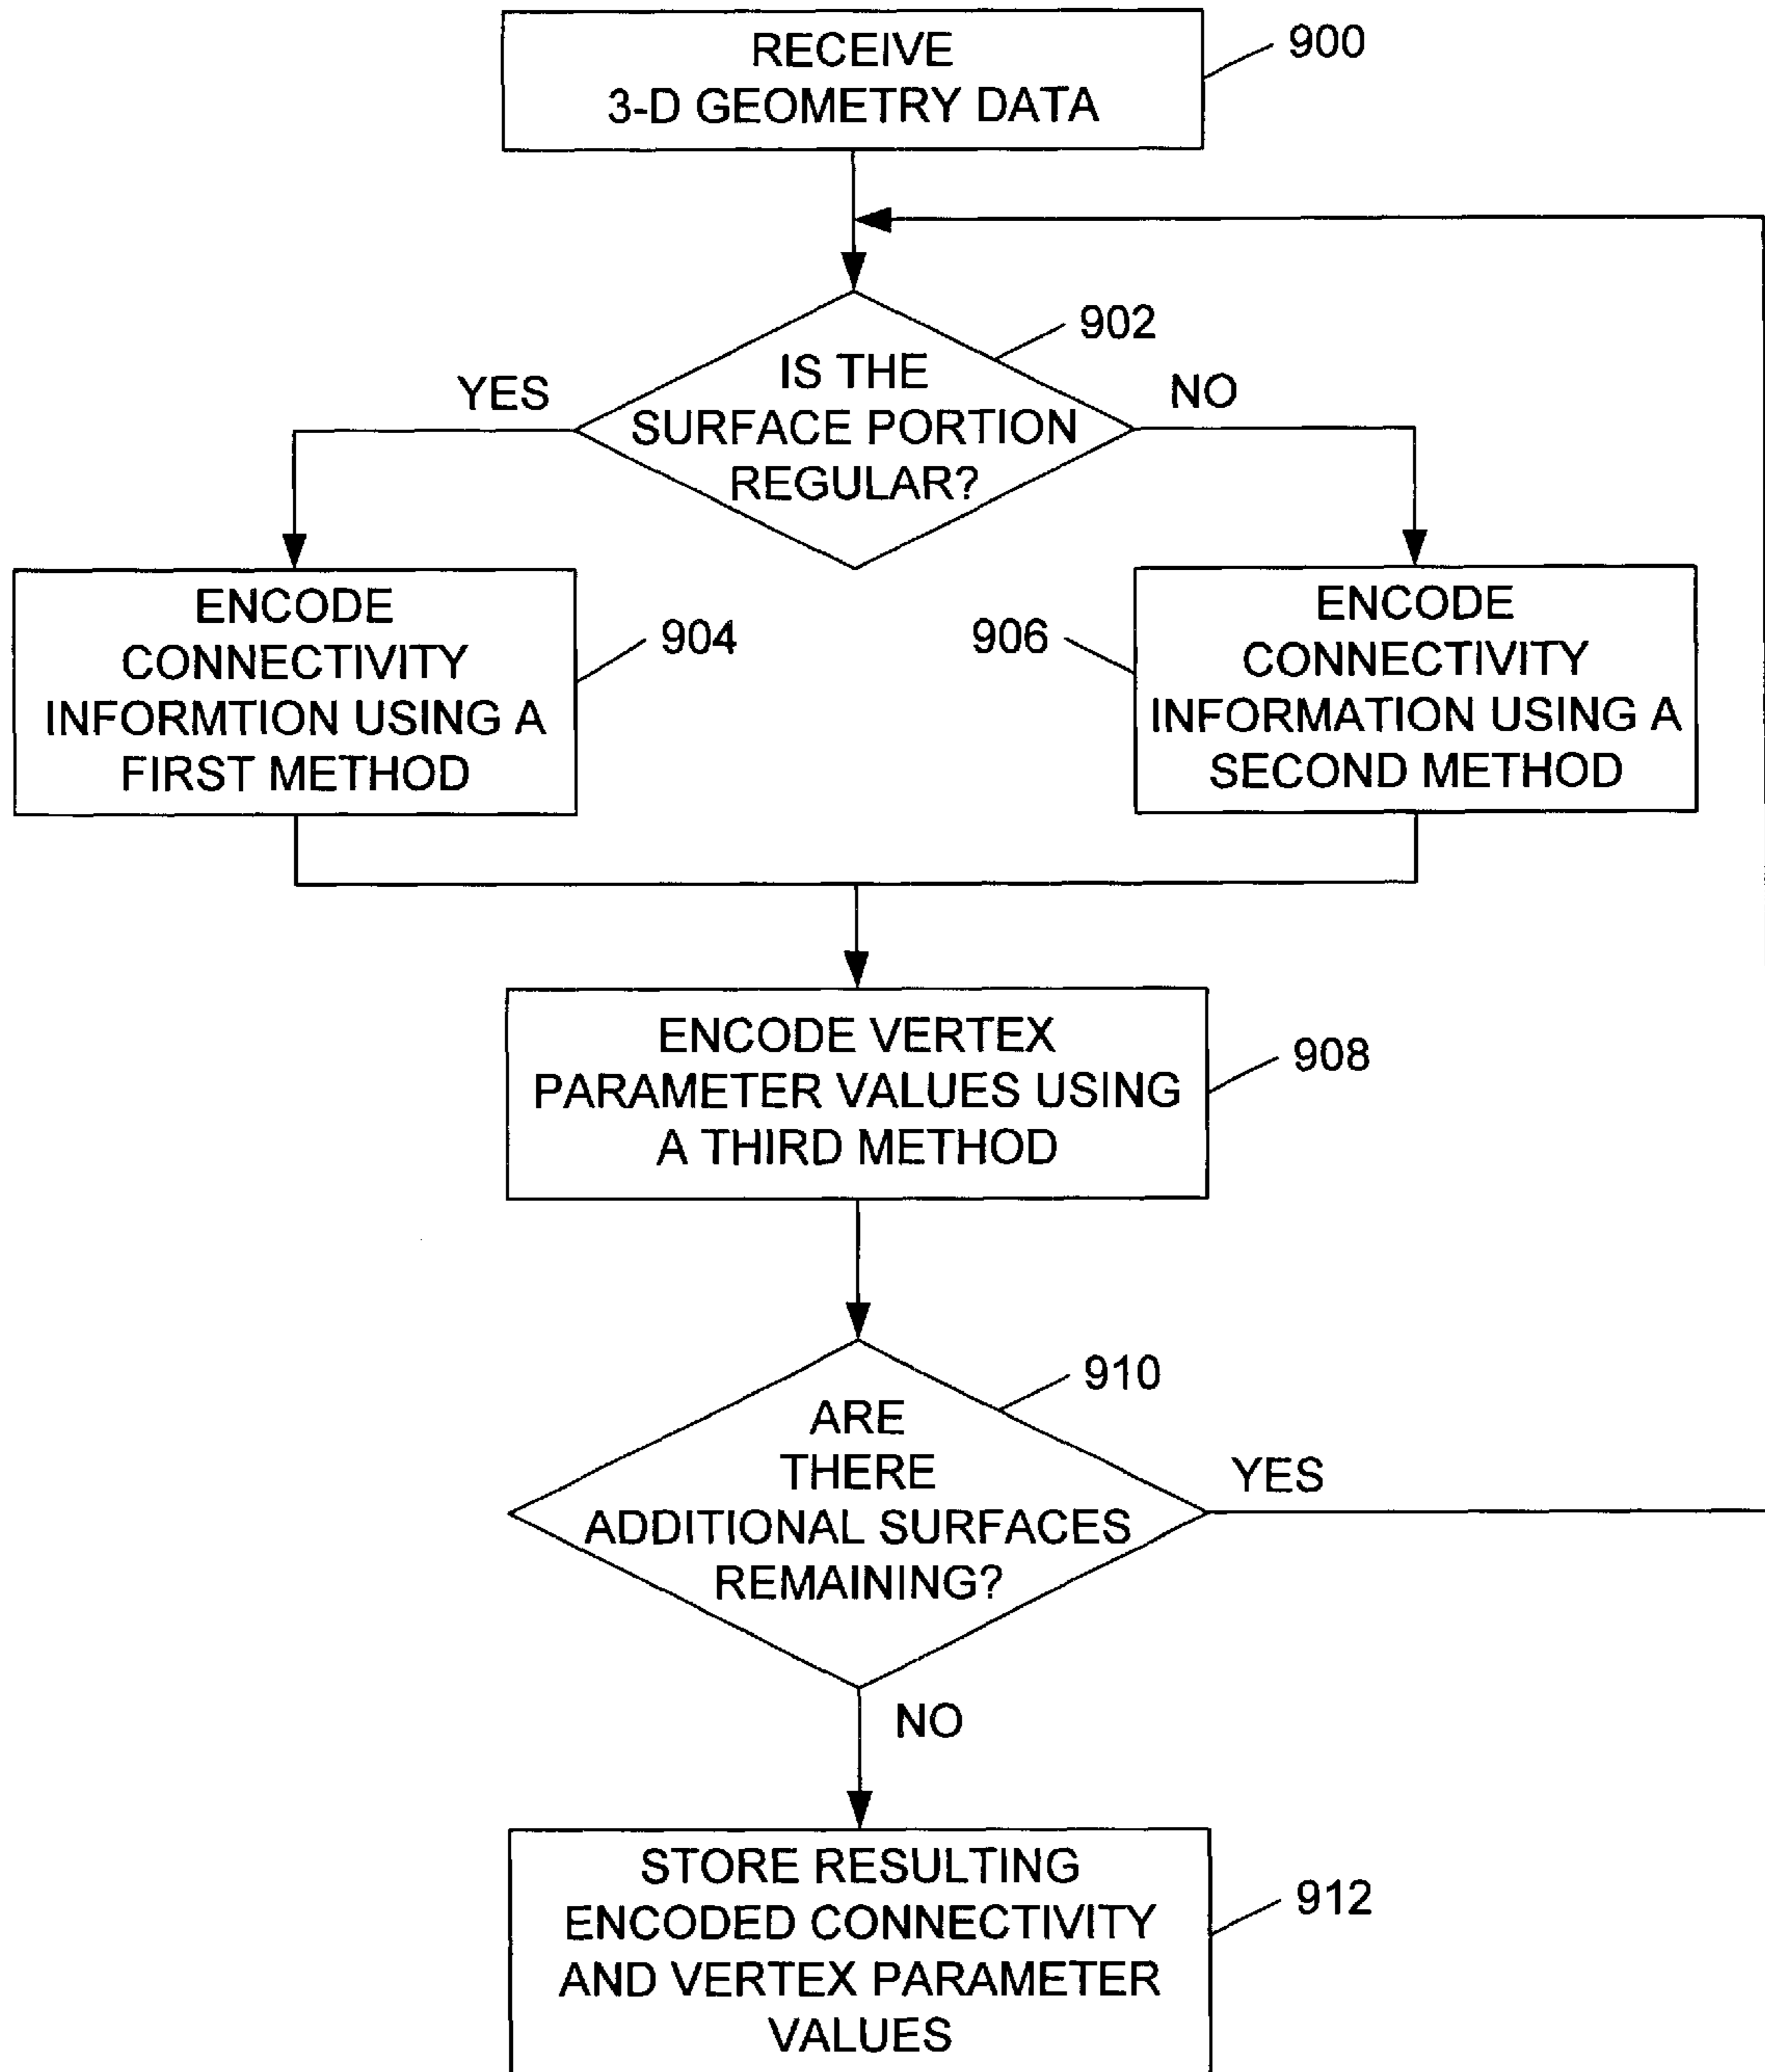 RECEIVE
3-D GEOMETRY DATA
900
902
IS THE
SURFACE PORTION
REGULAR?
YES
NO
ENCODE
CONNECTIVITY
INFORMTION USING A
FIRST METHOD
904
906
ENCODE
CONNECTIVITY
INFORMATION USING A
SECOND METHOD
ENCODE VERTEX
PARAMETER VALUES USING
A THIRD METHOD
908
910
ARE
THERE
ADDITIONAL SURFACES
REMAINING?
YES
NO
STORE RESULTING
ENCODED CONNECTIVITY
AND VERTEX PARAMETER
VALUES
912